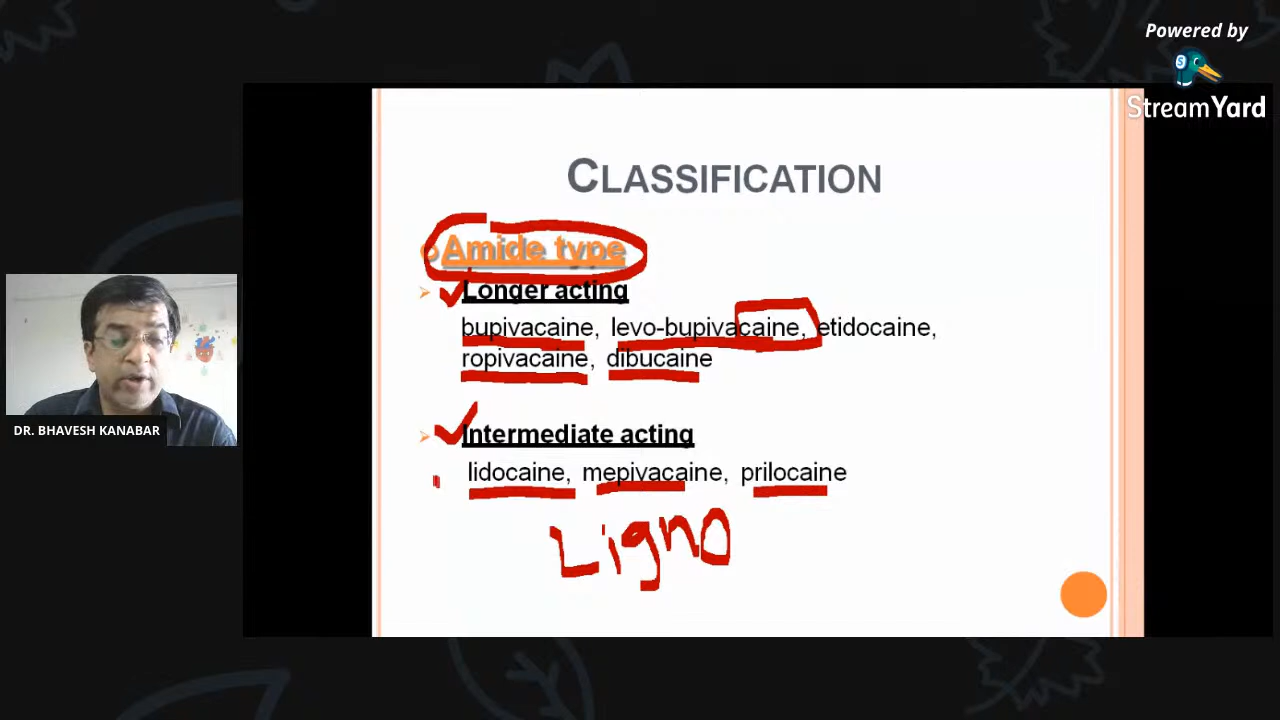 Powered by
StreamYard
CLASSIFICATION
Amide type
Longer acting
bupivacaine, levo-bupivacaine, etidocaine,
ropivacaine, dibucaine
Intermediate acting
lidocaine, mepivacaine, prilocaine
Ligno
DR. BHAVESH KANABAR